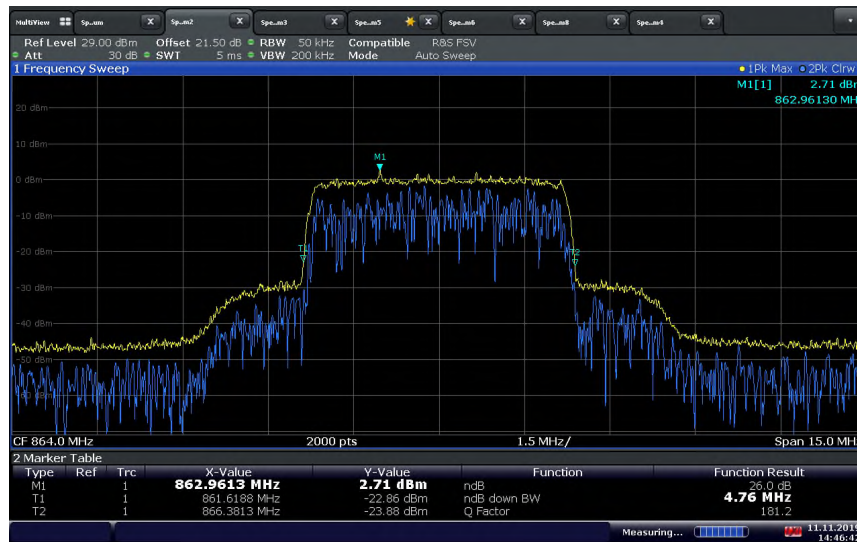 MultiView Sp...um X Sp...m2 X Spe...m3 X Spe...m5 X Spe...m6 X Spe...m8 X Spe...m4 X
Ref Level 29.00 dBm Offset 21.50 dB RBW 50 kHz Compatible R&S FSV
Att 30 dB SWT 5 ms VBW 200 kHz Mode Auto Sweep
1 Frequency Sweep 1Pk Max 2Pk Clrw
M1[1] 2.71 dBm
862.96130 MH
20 dBm
10 dBm
M1
0 dBm
-10 dBm
-20 dBm
T1
T2
-30 dBm
-40 dBm
-50 dBm
-60 dBm
CF 864.0 MHz 2000 pts 1.5 MHz/ Span 15.0 MHz
2 Marker Table
Type Ref Trc X-Value Y-Value Function Function Result
M1 1 862.9613 MHz 2.71 dBm ndB 26.0 dB
T1 1 861.6188 MHz -22.86 dBm ndB down BW 4.76 MHz
T2 1 866.3813 MHz -23.88 dBm Q Factor 181.2
Measuring... 11.11.2019
14:46:42